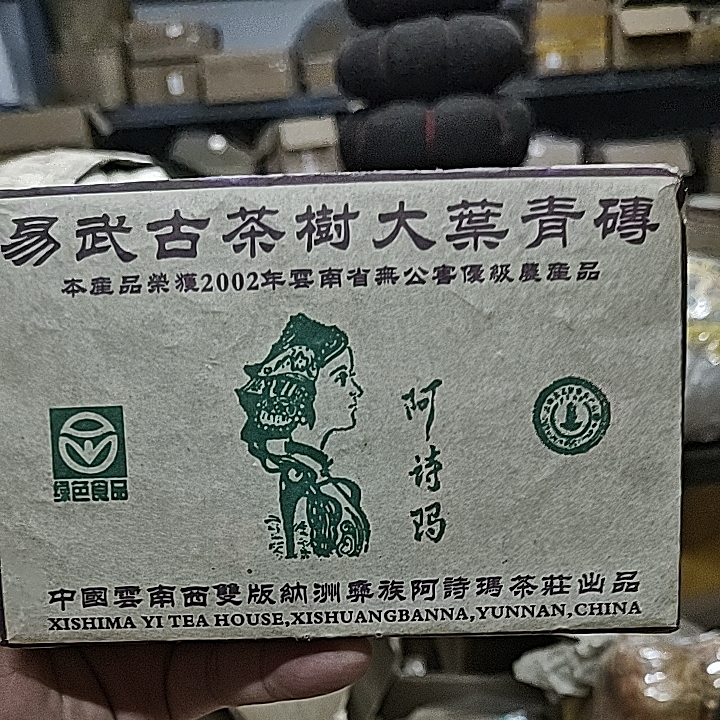 易武古茶樹大葉青磚
本產品榮獲2002年雲南省無公害優級農產品
阿詩瑪
绿色食品
中國雲南西雙版納洲彝族阿詩瑪茶莊出品
XISHIMA YI TEA HOUSE,XISHUANGBANNA,YUNNAN,CHINA